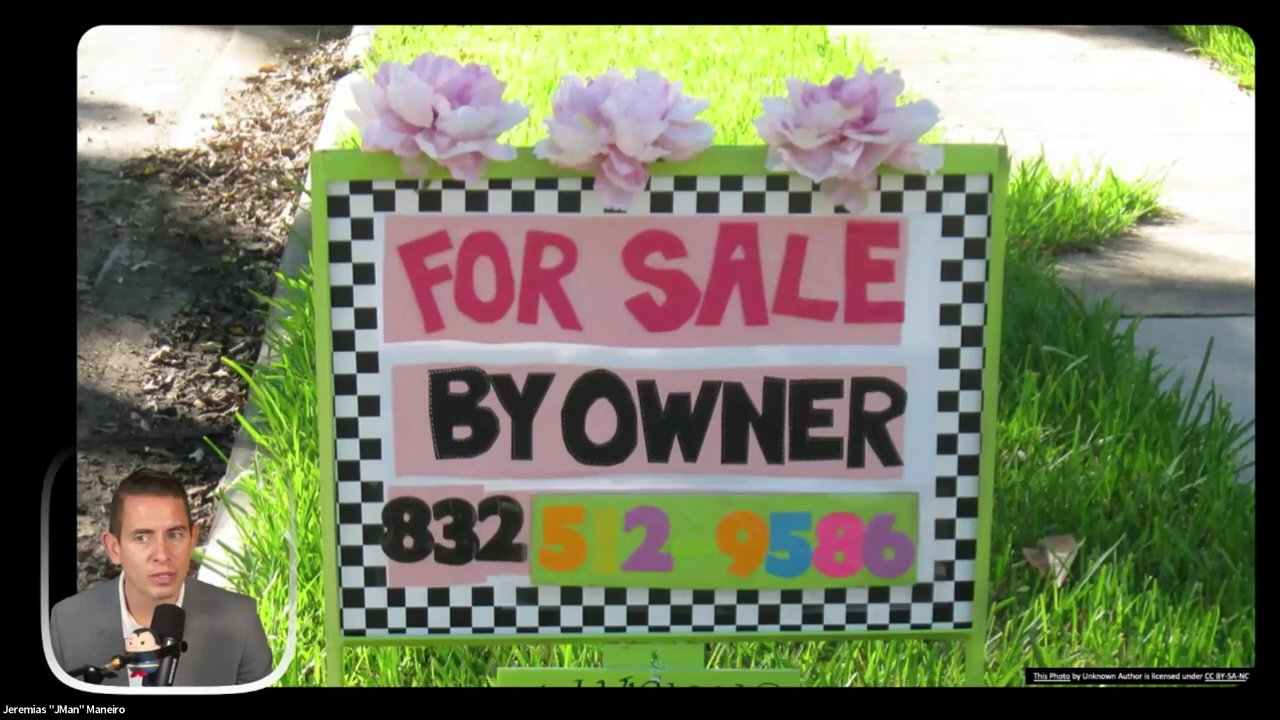 FOR SALE
BY OWNER
832 512 9586
This Photo by Unknown Author is licensed under CC BY-SA-NC
Jeremias "JMan" Maneiro